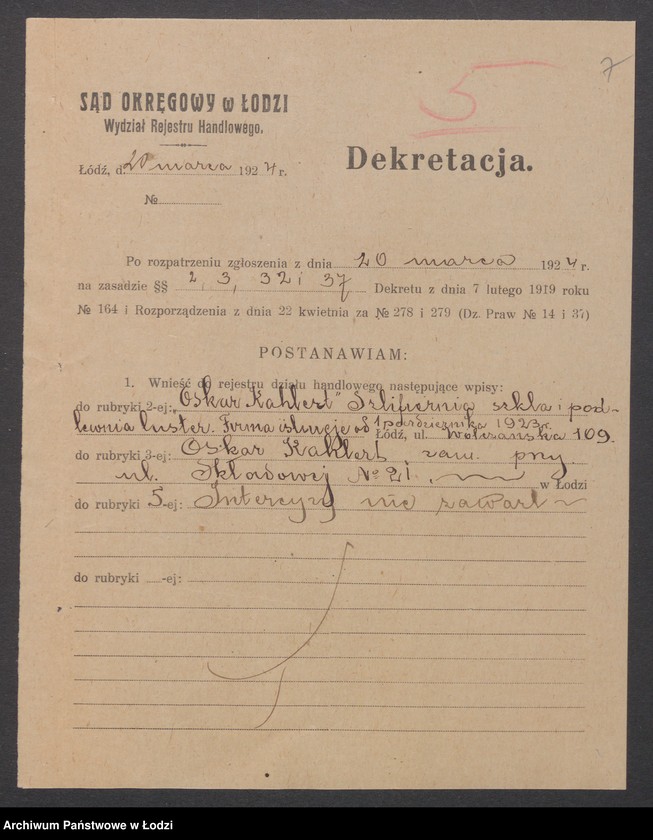 5
7
SĄD OKRĘGOWY w ŁODZI
Wydział Rejestru Handlowego.
Łódź, d. 20 marca 1924 r.
Dekretacja.
№
Po rozpatrzeniu zgłoszenia z dnia 20 marca 1924 r.
na zasadzie §§ 2, 3, 32 i 37 Dekretu z dnia 7 lutego 1919 roku
№ 164 i Rozporządzenia z dnia 22 kwietnia za № 278 i 279 (Dz. Praw № 14 i 37)
POSTANAWIAM:
1. Wnieść do rejestru działu handlowego następujące wpisy:
do rubryki 2-ej: "Oskar Kahlert" Szlifiernia szkła i pod-
lewnia luster. Firma istnieje od 1 października 1923 r.
Łódź, ul. Wólczańska 109.
do rubryki 3-ej: Oskar Kahlert, zam. przy
ul. Składowej № 21. w Łodzi
do rubryki 5-ej: Intercyzy nie zawarł
do rubryki -ej:
Archiwum Państwowe w Łodzi